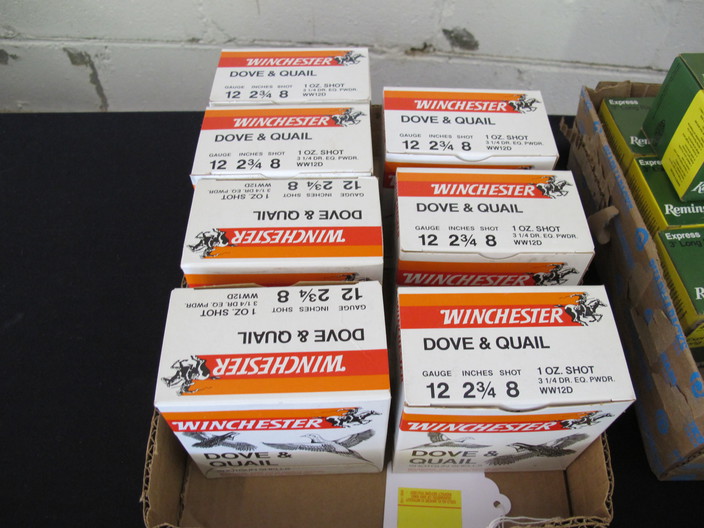 WINCHESTER
DOVE & QUAIL
GAUGE INCHES SHOT 1 OZ. SHOT
12 2¾ 8 3 1/4 DR. EQ. PWDR.
WW12D
WINCHESTER
DOVE & QUAIL
GAUGE INCHES SHOT 1 OZ. SHOT
12 2¾ 8 3 1/4 DR. EQ. PWDR.
WW12D
GAUGE INCHES SHOT 1 OZ. SHOT
12 2¾ 8 3 1/4 DR. EQ. PWDR.
WW12D
DOVE & QUAIL
WINCHESTER
GAUGE INCHES SHOT 1 OZ. SHOT
12 2¾ 8 3 1/4 DR. EQ. PWDR.
WW12D
DOVE & QUAIL
WINCHESTER
WINCHESTER
DOVE &
QUAIL
WINCHESTER
DOVE & QUAIL
GAUGE INCHES SHOT 1 OZ. SHOT
12 2¾ 8 3 1/4 DR. EQ. PWDR.
WW12D
WINCHESTER
DOVE & QUAIL
GAUGE INCHES SHOT 1 OZ. SHOT
12 2¾ 8 3 1/4 DR. EQ. PWDR.
WW12D
WINCHESTER
WINCHESTER
DOVE & QUAIL
GAUGE INCHES SHOT 1 OZ. SHOT
12 2¾ 8 3 1/4 DR. EQ. PWDR.
WW12D
WINCHESTER
DOVE &
QUAIL
Express
Rem
Express
Remins
Express
3" Long
R